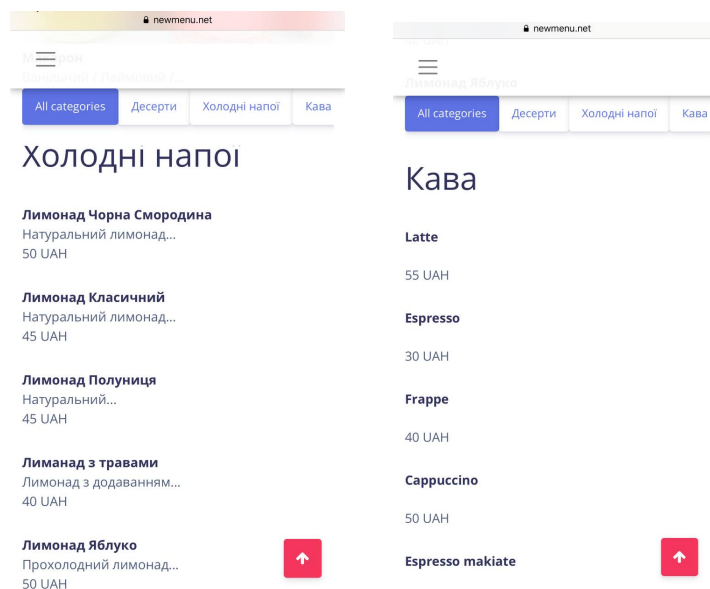 newmenu.net
Макарон
Ванільний / Лаймовий /...
All categories
Десерти
Холодні напої
Кава
Холодні напої
Лимонад Чорна Смородина
Натуральний лимонад...
50 UAH
Лимонад Класичний
Натуральний лимонад...
45 UAH
Лимонад Полуниця
Натуральний...
45 UAH
Лиманад з травами
Лимонад з додаванням...
40 UAH
Лимонад Яблуко
Прохолодний лимонад...
50 UAH
newmenu.net
Лимонад Яблуко
All categories
Десерти
Холодні напої
Кава
Кава
Latte
55 UAH
Espresso
30 UAH
Frappe
40 UAH
Cappuccino
50 UAH
Espresso makiate